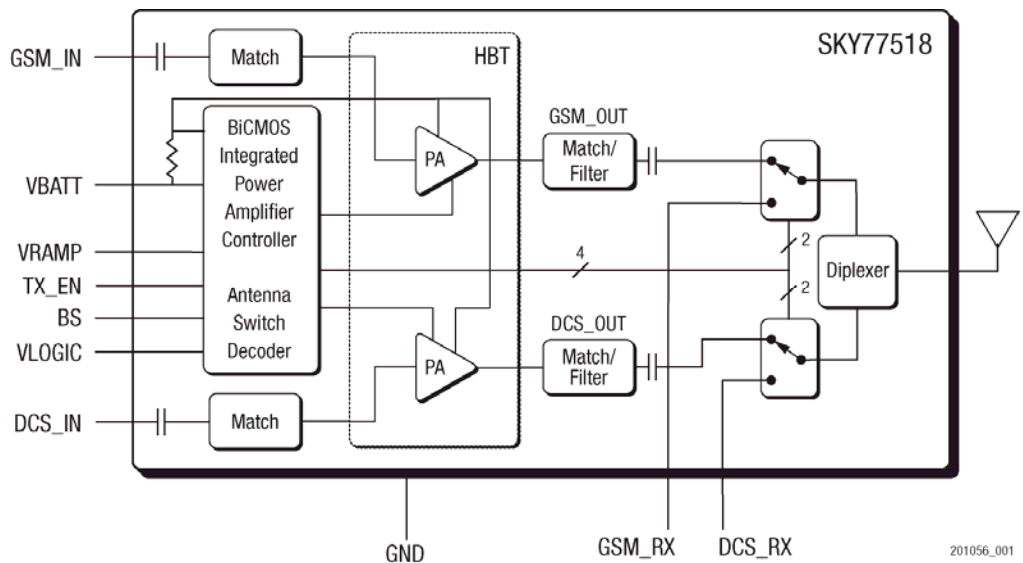 SKY77518
GSM_IN
Match
HBT
BiCMOS
Integrated
Power
Amplifier
Controller
Antenna
Switch
Decoder
VBATT
VRAMP
TX_EN
BS
VLOGIC
DCS_IN
Match
PA
PA
GSM_OUT
Match/
Filter
4
DCS_OUT
Match/
Filter
2
2
Diplexer
GND
GSM_RX
DCS_RX
201056_001